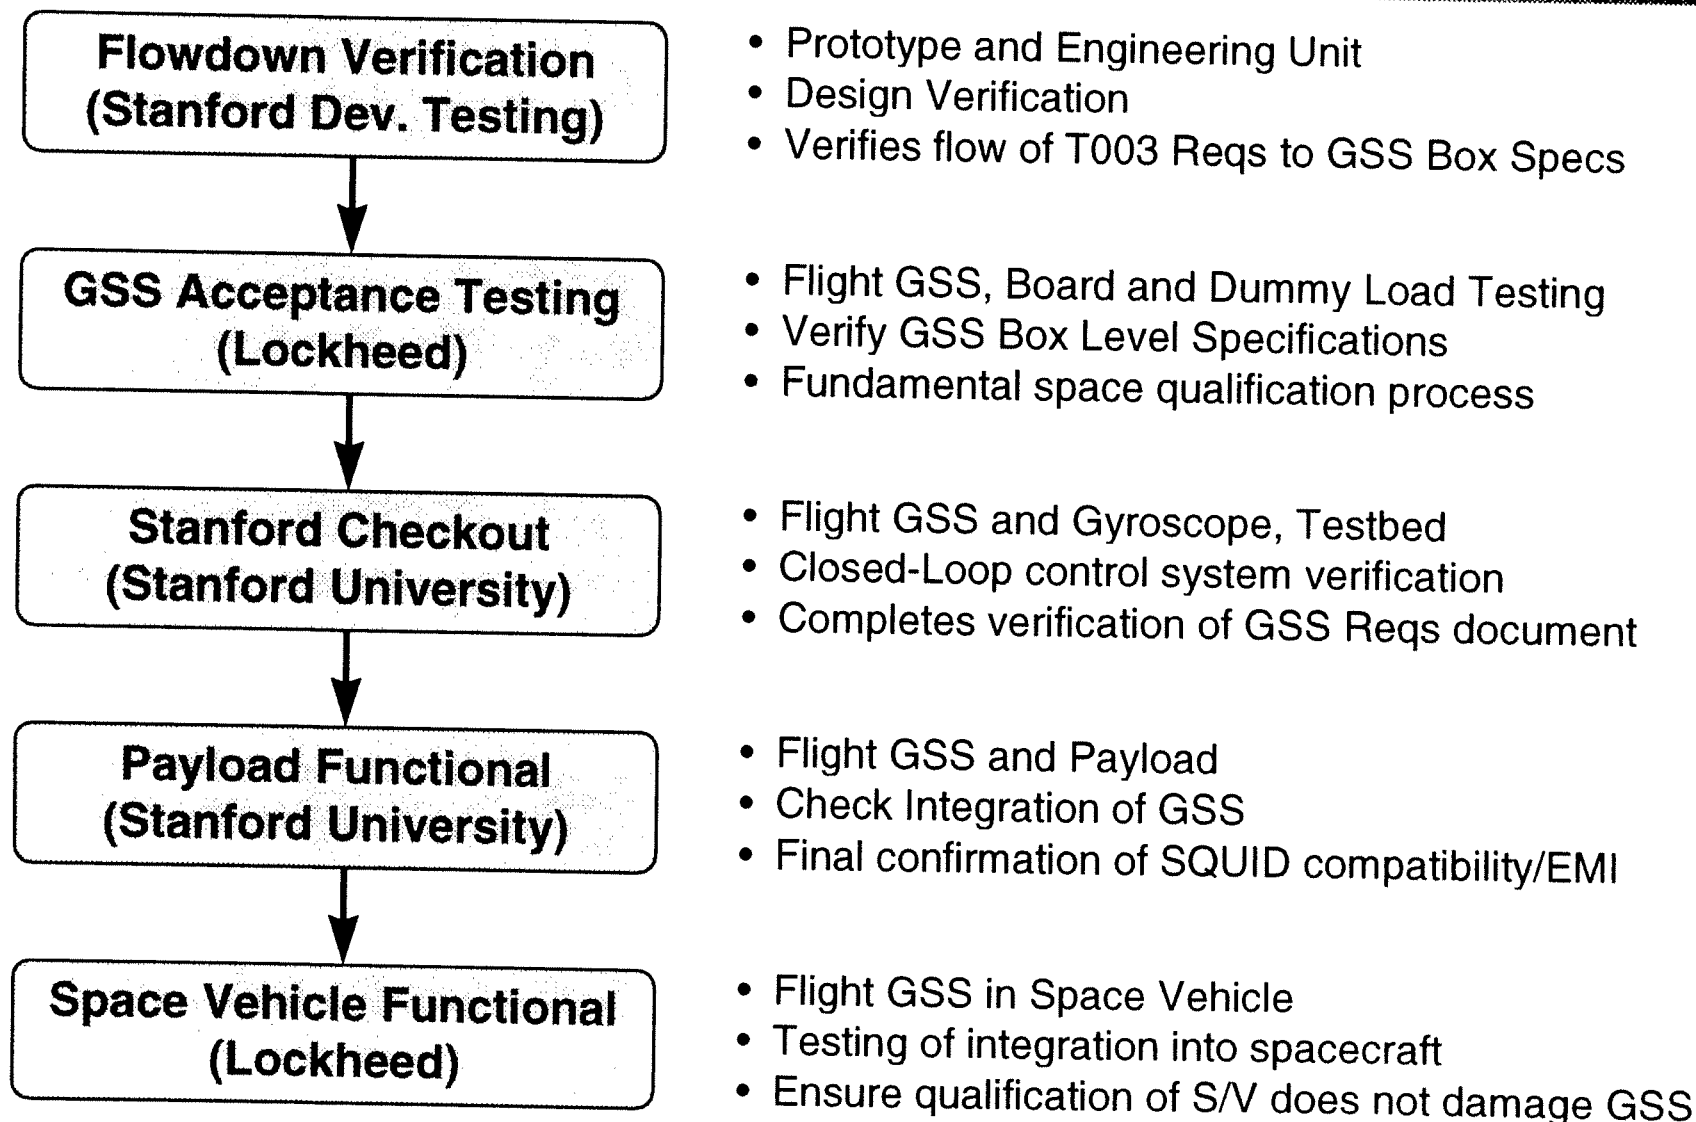 Flowdown Verification
(Stanford Dev. Testing)
• Prototype and Engineering Unit
• Design Verification
• Verifies flow of T003 Reqs to GSS Box Specs
GSS Acceptance Testing
(Lockheed)
• Flight GSS, Board and Dummy Load Testing
• Verify GSS Box Level Specifications
• Fundamental space qualification process
Stanford Checkout
(Stanford University)
• Flight GSS and Gyroscope, Testbed
• Closed-Loop control system verification
• Completes verification of GSS Reqs document
Payload Functional
(Stanford University)
• Flight GSS and Payload
• Check Integration of GSS
• Final confirmation of SQUID compatibility/EMI
Space Vehicle Functional
(Lockheed)
• Flight GSS in Space Vehicle
• Testing of integration into spacecraft
• Ensure qualification of S/V does not damage GSS